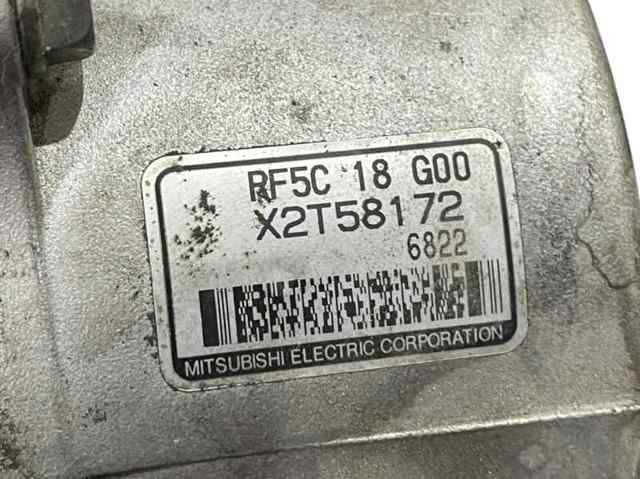 RF5C 18 G00
X2T58172
6822
MITSUBISHI ELECTRIC CORPORATION